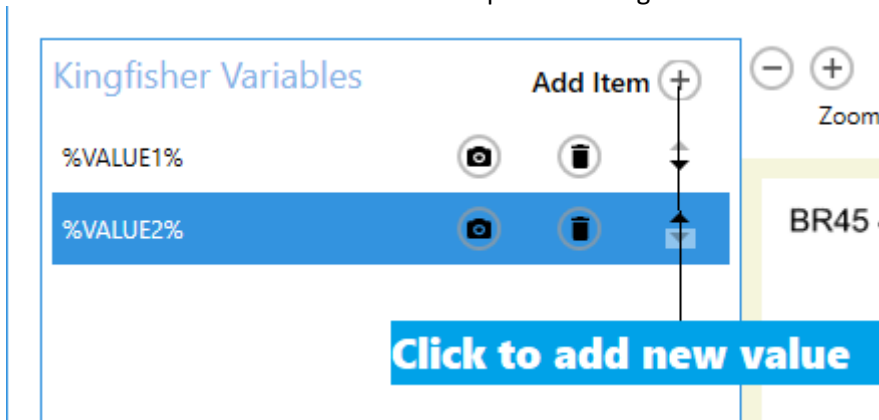 Kingfisher Variables
Add Item
Zoom
%VALUE1%
%VALUE2%
BR45
Click to add new value